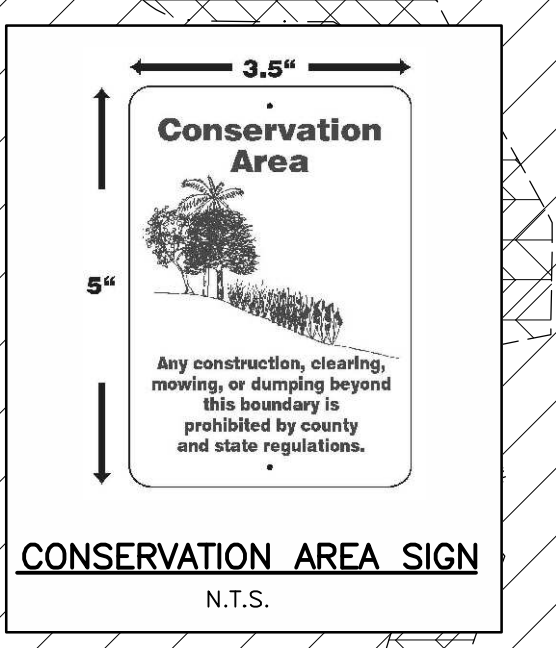 3.5“
Conservation
Area
5“
Any construction, clearing,
mowing, or dumping beyond
this boundary is
prohibited by county
and state regulations.
CONSERVATION AREA SIGN
N.T.S.